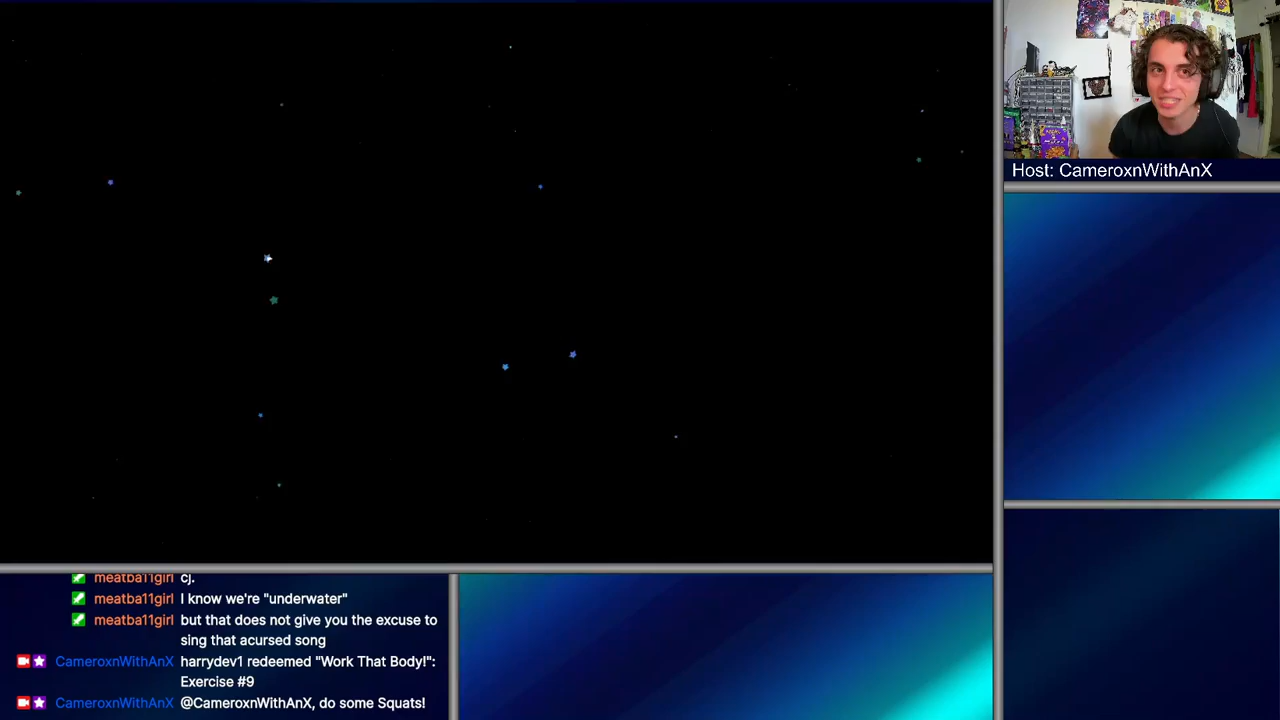 Host: CameroxnWithAnX
meatba11girl cj.
meatba11girl I know we're "underwater"
meatba11girl but that does not give you the excuse to
sing that acursed song
CameroxnWithAnX harrydev1 redeemed "Work That Body!":
Exercise #9
CameroxnWithAnX @CameroxnWithAnX, do some Squats!